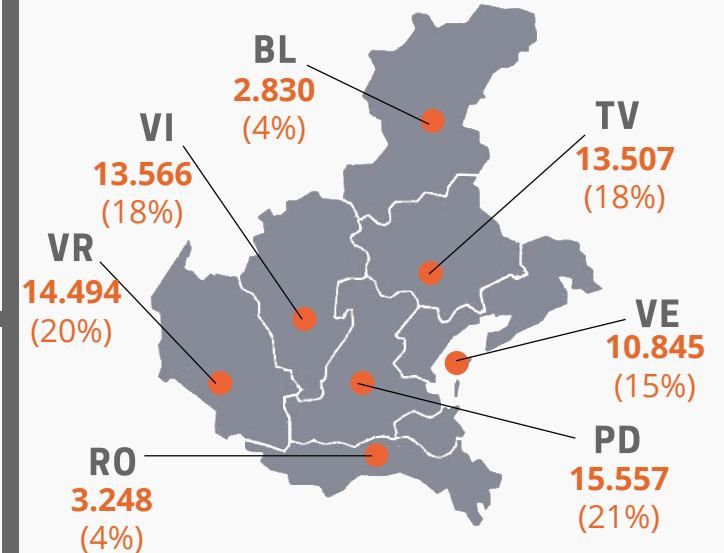 BL
2.830
(4%)
VI
13.566
(18%)
TV
13.507
(18%)
VR
14.494
(20%)
VE
10.845
(15%)
PD
15.557
(21%)
RO
3.248
(4%)